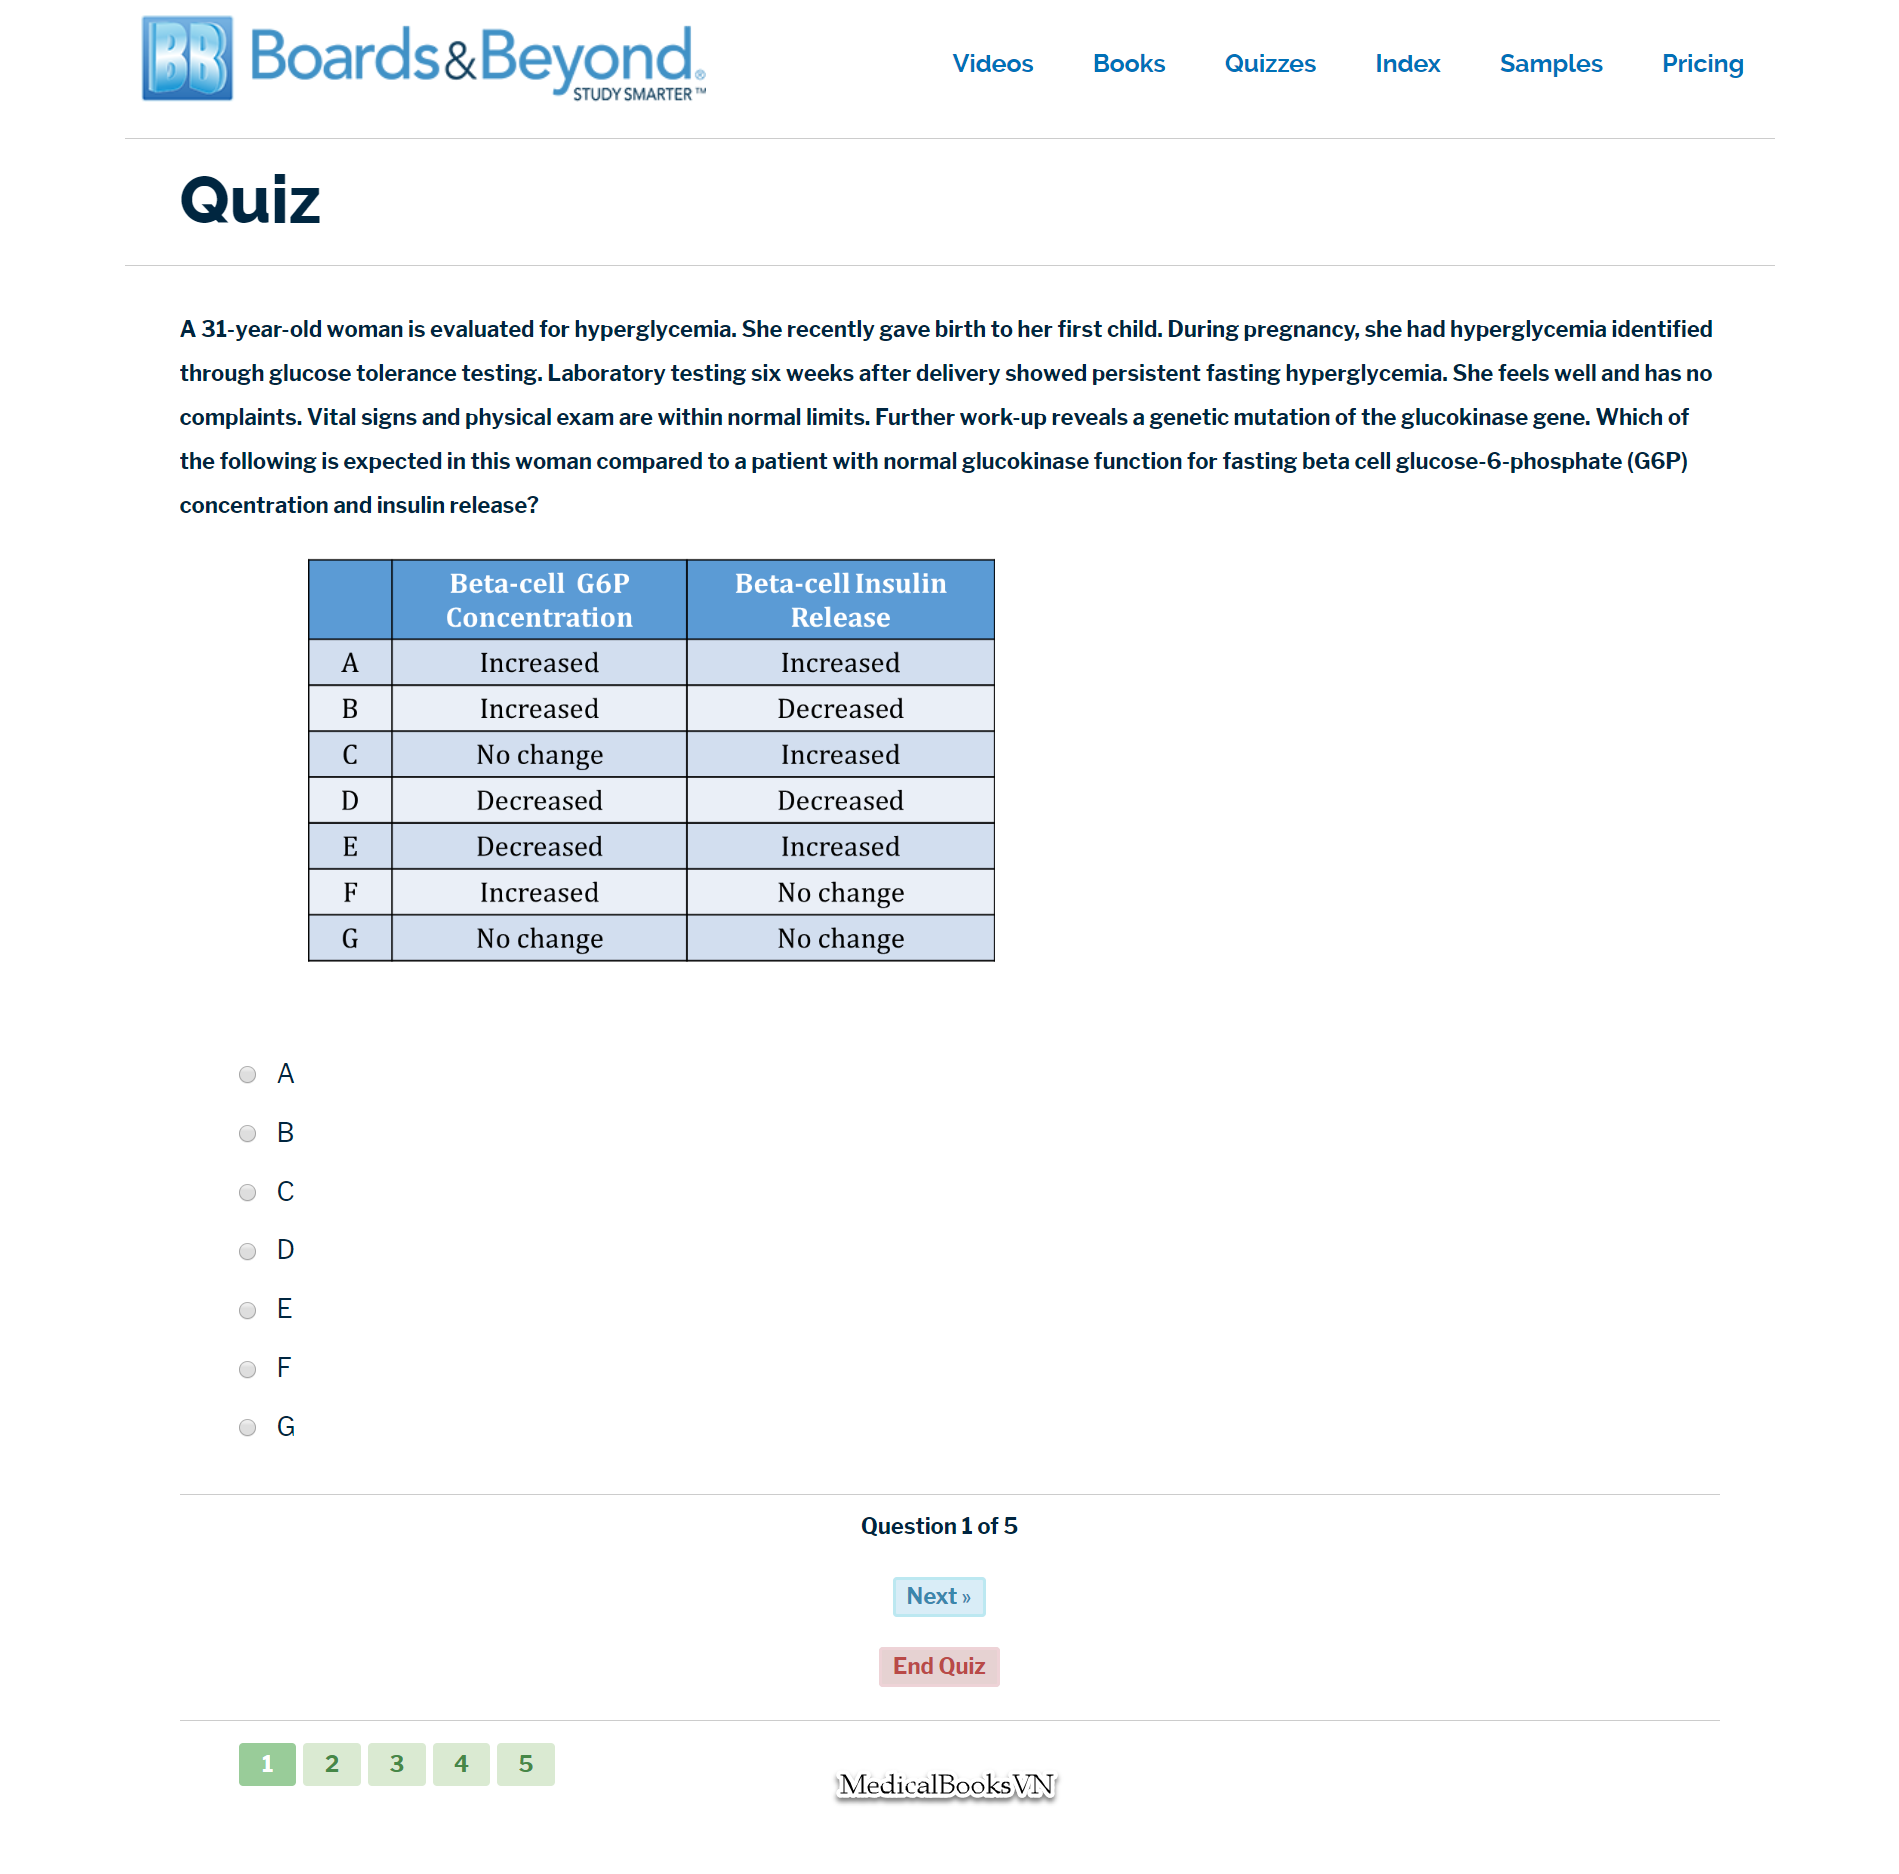 BB Boards&Beyond®
STUDY SMARTER™
Videos Books Quizzes Index Samples Pricing
Quiz
A 31-year-old woman is evaluated for hyperglycemia. She recently gave birth to her first child. During pregnancy, she had hyperglycemia identified
through glucose tolerance testing. Laboratory testing six weeks after delivery showed persistent fasting hyperglycemia. She feels well and has no
complaints. Vital signs and physical exam are within normal limits. Further work-up reveals a genetic mutation of the glucokinase gene. Which of
the following is expected in this woman compared to a patient with normal glucokinase function for fasting beta cell glucose-6-phosphate (G6P)
concentration and insulin release?
Beta-cell G6P Beta-cell Insulin
Concentration Release
A Increased Increased
B Increased Decreased
C No change Increased
D Decreased Decreased
E Decreased Increased
F Increased No change
G No change No change
A
B
C
D
E
F
G
Question 1 of 5
Next »
End Quiz
1 2 3 4 5
MedicalBooksVN